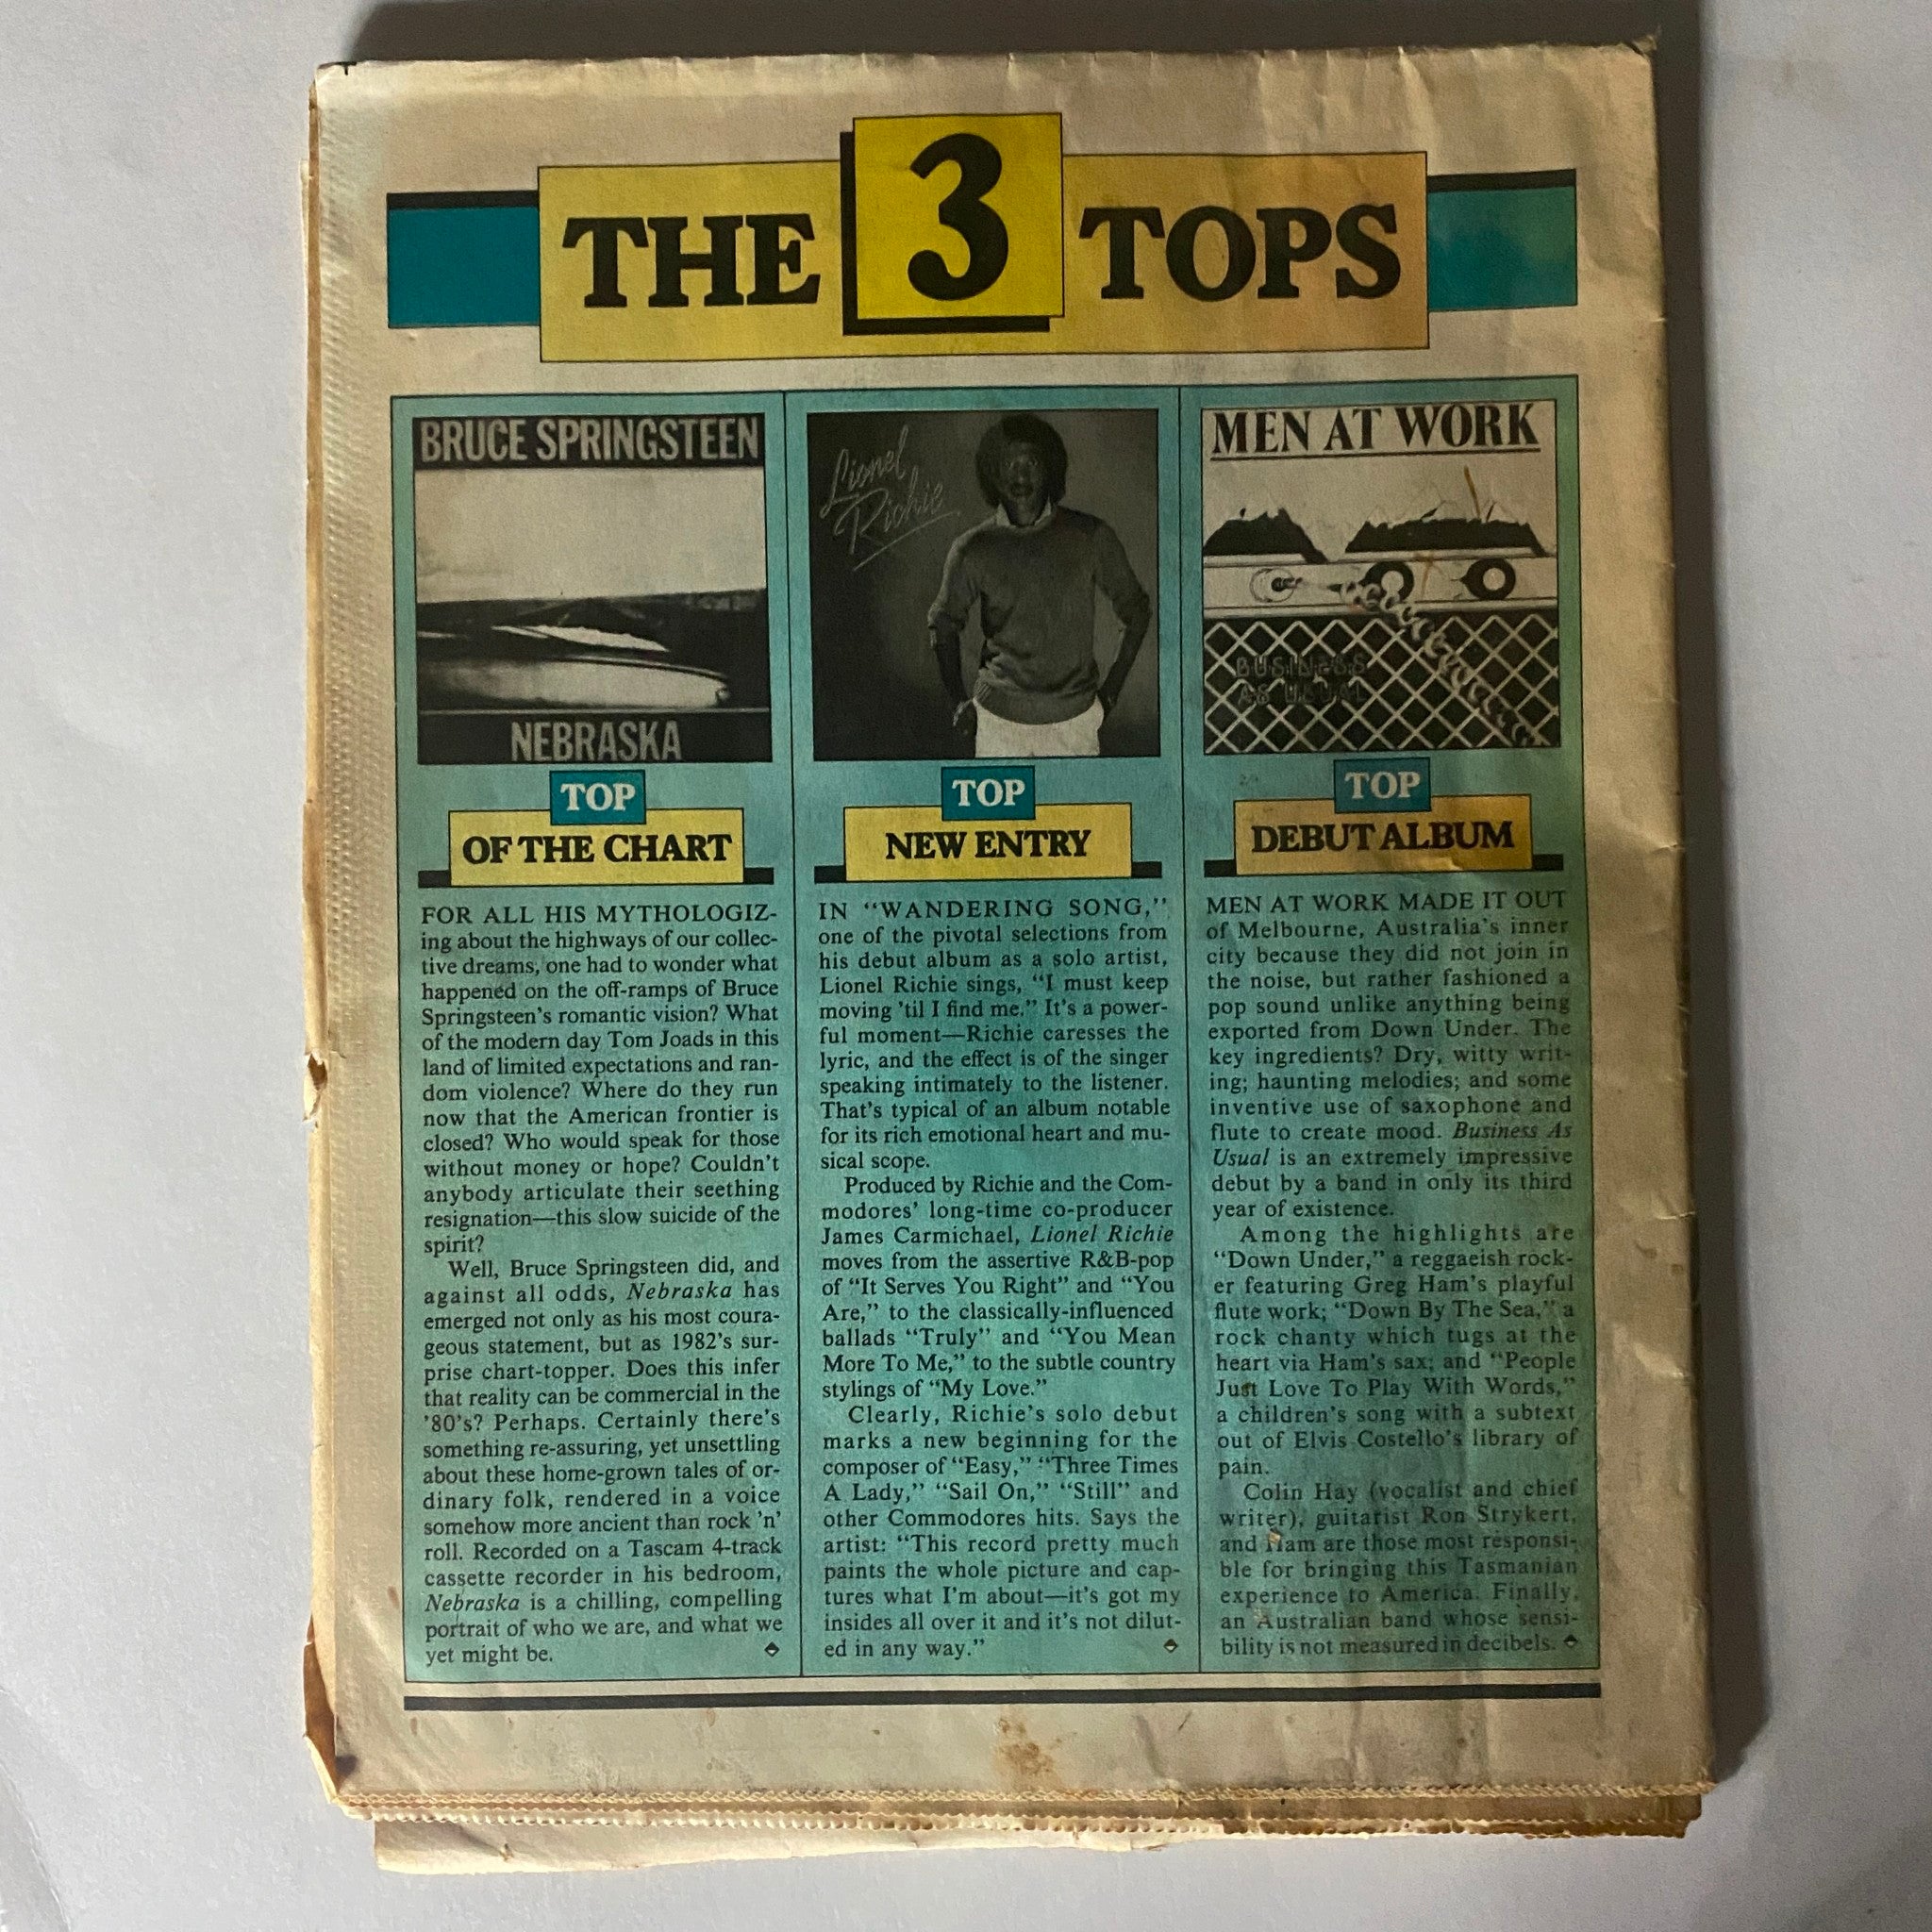 THE 3 TOPS
BRUCE SPRINGSTEEN
NEBRASKA
TOP
OF THE CHART
FOR ALL HIS MYTHOLOGIZ-
ing about the highways of our collec-
tive dreams, one had to wonder what
happened on the off-ramps of Bruce
Springsteen's romantic vision? What
of the modern day Tom Joads in this
land of limited expectations and ran-
dom violence? Where do they run
now that the American frontier is
closed? Who would speak for those
without money or hope? Couldn't
anybody articulate their seething
resignation—this slow suicide of the
spirit?
Well, Bruce Springsteen did, and
against all odds, Nebraska has
emerged not only as his most coura-
geous statement, but as 1982's sur-
prise chart-topper. Does this infer
that reality can be commercial in the
'80's? Perhaps. Certainly there's
something re-assuring, yet unsettling
about these home-grown tales of or-
dinary folk, rendered in a voice
somehow more ancient than rock 'n'
roll. Recorded on a Tascam 4-track
cassette recorder in his bedroom,
Nebraska is a chilling, compelling
portrait of who we are, and what we
yet might be.
Lionel
Richie
TOP
NEW ENTRY
IN "WANDERING SONG,"
one of the pivotal selections from
his debut album as a solo artist,
Lionel Richie sings, "I must keep
moving 'til I find me." It's a power-
ful moment—Richie caresses the
lyric, and the effect is of the singer
speaking intimately to the listener.
That's typical of an album notable
for its rich emotional heart and mu-
sical scope.
Produced by Richie and the Com-
modores' long-time co-producer
James Carmichael, Lionel Richie
moves from the assertive R&B-pop
of "It Serves You Right" and "You
Are," to the classically-influenced
ballads "Truly" and "You Mean
More To Me," to the subtle country
stylings of "My Love."
Clearly, Richie's solo debut
marks a new beginning for the
composer of "Easy," "Three Times
A Lady," "Sail On," "Still" and
other Commodores hits. Says the
artist: "This record pretty much
paints the whole picture and cap-
tures what I'm about—it's got my
insides all over it and it's not dilut-
ed in any way."
MEN AT WORK
BUSINESS
AS USUAL
TOP
DEBUT ALBUM
MEN AT WORK MADE IT OUT
of Melbourne, Australia's inner
city because they did not join in
the noise, but rather fashioned a
pop sound unlike anything being
exported from Down Under. The
key ingredients? Dry, witty writ-
ing; haunting melodies; and some
inventive use of saxophone and
flute to create mood. Business As
Usual is an extremely impressive
debut by a band in only its third
year of existence.
Among the highlights are
"Down Under," a reggaeish rock-
er featuring Greg Ham's playful
flute work; "Down By The Sea," a
rock chanty which tugs at the
heart via Ham's sax; and "People
Just Love To Play With Words,"
a children's song with a subtext
out of Elvis Costello's library of
pain.
Colin Hay (vocalist and chief
writer), guitarist Ron Strykert,
and Ham are those most responsi-
ble for bringing this Tasmanian
experience to America. Finally,
an Australian band whose sensi-
bility is not measured in decibels.